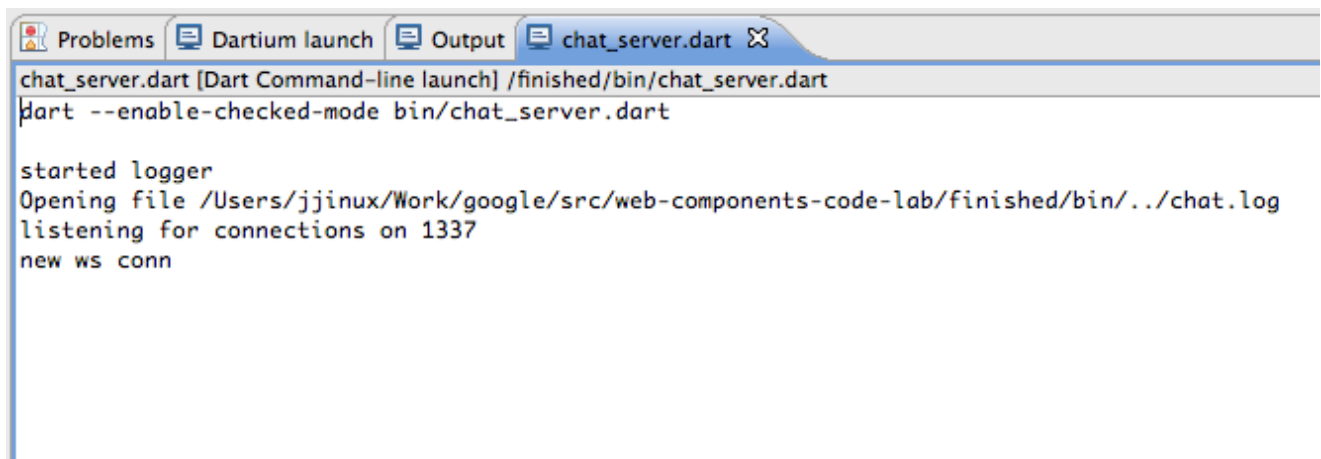 Problems Dartium launch Output chat_server.dart
chat_server.dart [Dart Command-line launch] /finished/bin/chat_server.dart
dart --enable-checked-mode bin/chat_server.dart
started logger
Opening file /Users/jjinux/Work/google/src/web-components-code-lab/finished/bin/../chat.log
listening for connections on 1337
new ws conn